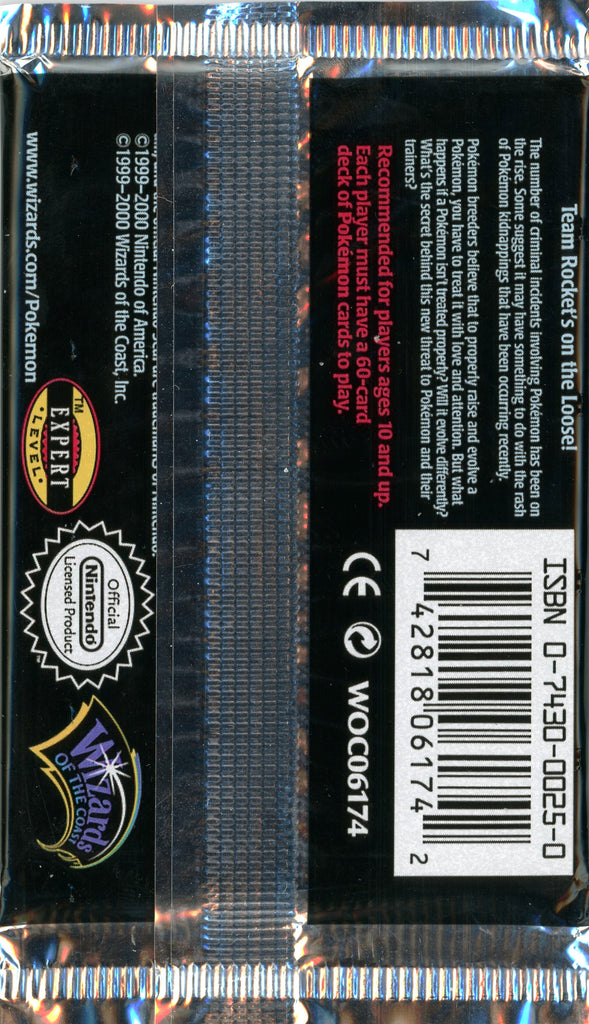 Team Rocket's on the Loose!
The number of criminal incidents involving Pokémon has been on
the rise. Some suggest it may have something to do with the rash
of Pokémon kidnappings that have been occurring recently.
Pokémon breeders believe that to properly raise and evolve a
Pokémon, you have to treat it with love and attention. But what
happens if a Pokémon isn't treated properly? Will it evolve differently?
What's the secret behind this new threat to Pokémon and their
trainers?
Recommended for players ages 10 and up.
Each player must have a 60-card
deck of Pokémon cards to play.
ISBN 0-7430-0025-0
7 42818 06174 2
CE WOC06174
are trademarks of Nintendo.
©1999–2000 Nintendo of America.
©1999–2000 Wizards of the Coast, Inc.
www.wizards.com/Pokemon
TM
EXPERT
• LEVEL •
Official
Nintendo
Licensed Product
TM
Wizards
OF THE COAST